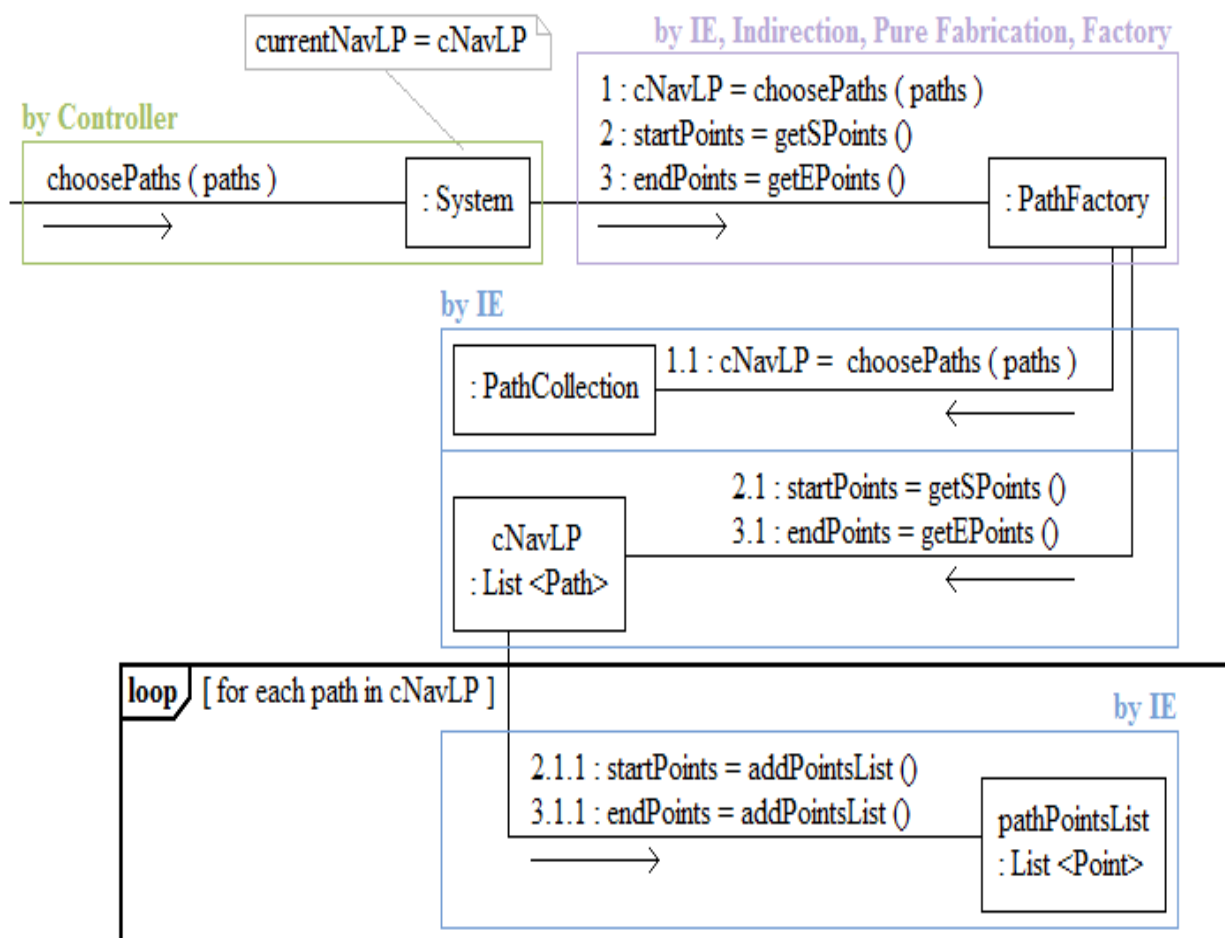 currentNavLP = cNavLP
by IE, Indirection, Pure Fabrication, Factory
by Controller
choosePaths ( paths )
: System
1 : cNavLP = choosePaths ( paths )
2 : startPoints = getSPoints ()
3 : endPoints = getEPoints ()
: PathFactory
by IE
: PathCollection
1.1 : cNavLP = choosePaths ( paths )
2.1 : startPoints = getSPoints ()
3.1 : endPoints = getEPoints ()
cNavLP
: List <Path>
loop [ for each path in cNavLP ]
by IE
2.1.1 : startPoints = addPointsList ()
3.1.1 : endPoints = addPointsList ()
pathPointsList
: List <Point>